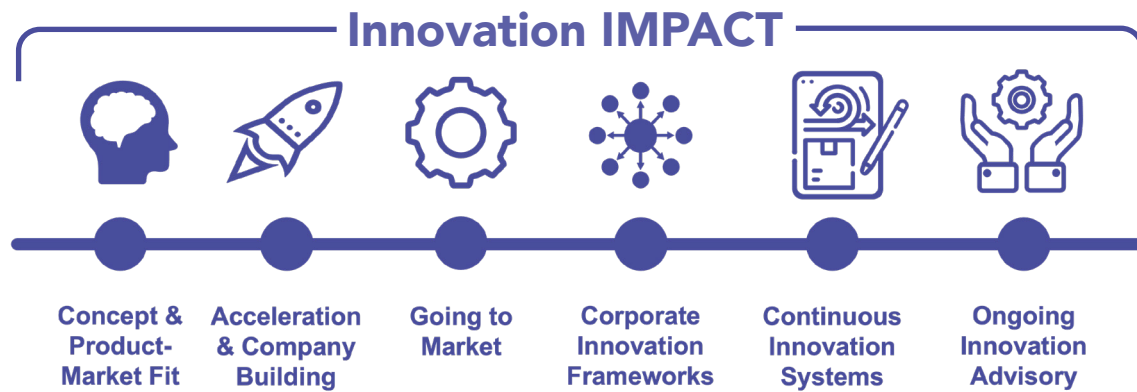 Innovation IMPACT
Concept &
Product-
Market Fit
Acceleration
& Company
Building
Going to
Market
Corporate
Innovation
Frameworks
Continuous
Innovation
Systems
Ongoing
Innovation
Advisory